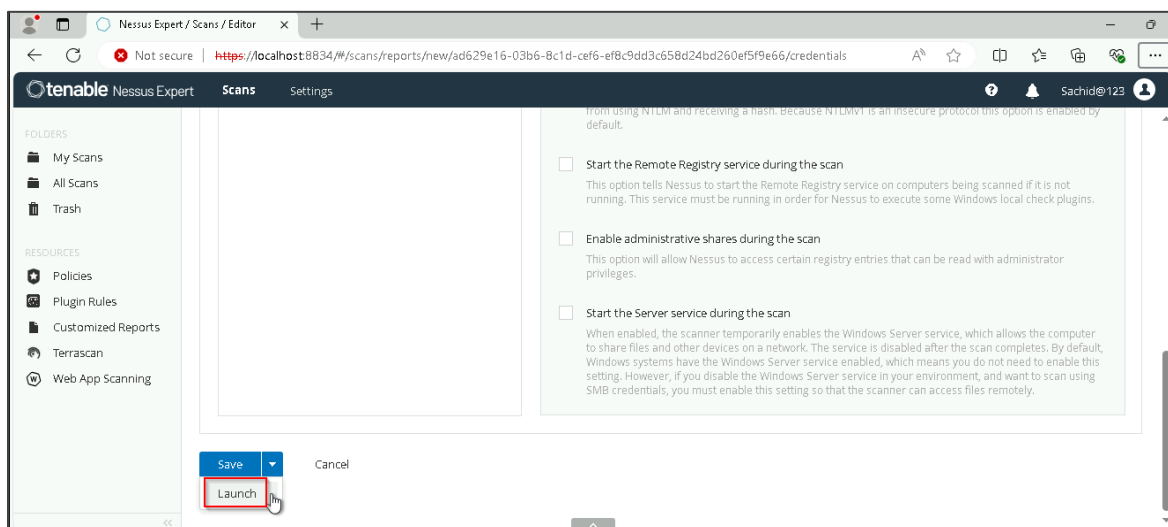 Nessus Expert / Scans / Editor
Not secure https://localhost:8834/#/scans/reports/new/ad629e16-03b6-8c1d-cef6-ef8c9dd3c658d24bd260ef5f9e66/credentials
tenable Nessus Expert Scans Settings Sachid@123
from using NTLM and receiving a hash. Because NTLMv1 is an insecure protocol this option is enabled by
default.
FOLDERS
My Scans
All Scans
Trash
RESOURCES
Policies
Plugin Rules
Customized Reports
Terrascan
Web App Scanning
Start the Remote Registry service during the scan
This option tells Nessus to start the Remote Registry service on computers being scanned if it is not
running. This service must be running in order for Nessus to execute some Windows local check plugins.
Enable administrative shares during the scan
This option will allow Nessus to access certain registry entries that can be read with administrator
privileges.
Start the Server service during the scan
When enabled, the scanner temporarily enables the Windows Server service, which allows the computer
to share files and other devices on a network. The service is disabled after the scan completes. By default,
Windows systems have the Windows Server service enabled, which means you do not need to enable this
setting. However, if you disable the Windows Server service in your environment, and want to scan using
SMB credentials, you must enable this setting so that the scanner can access files remotely.
Save Cancel
Launch